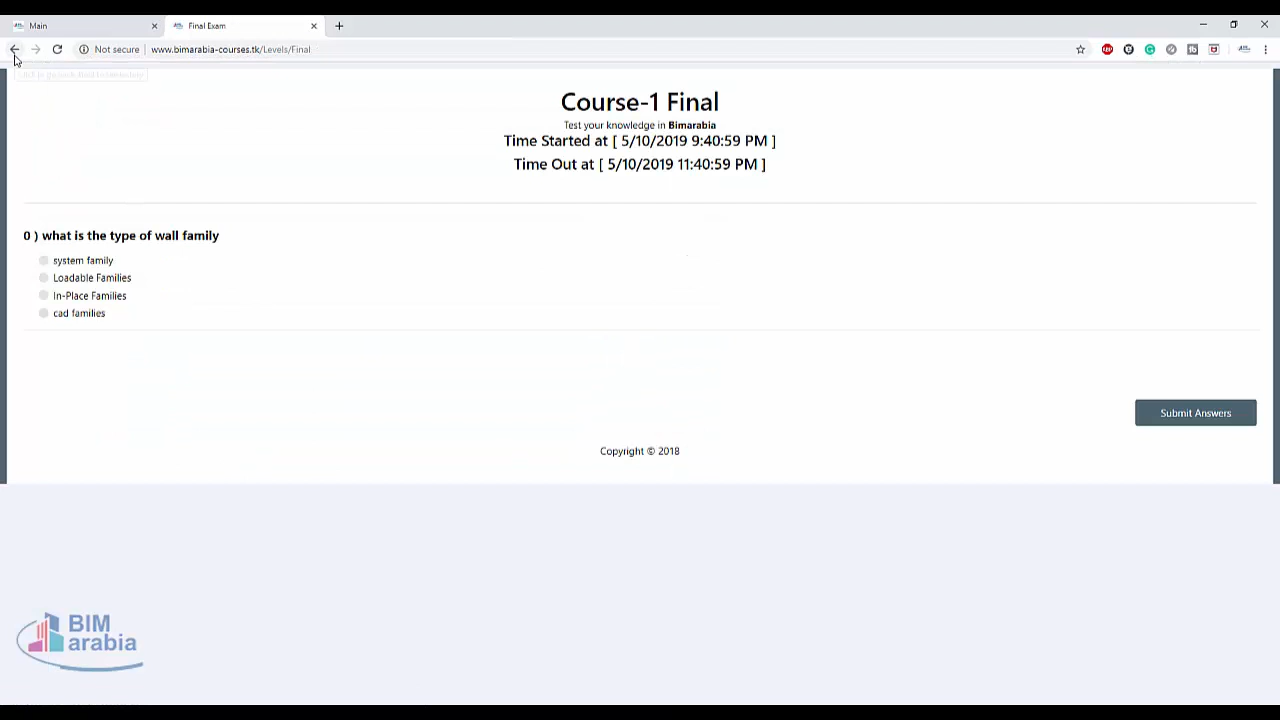 Main
Final Exam
Not secure
www.bimarabia-courses.tk/Levels/Final
Course-1 Final
Test your knowledge in Bimarabia
Time Started at [ 5/10/2019 9:40:59 PM ]
Time Out at [ 5/10/2019 11:40:59 PM ]
0 ) what is the type of wall family
system family
Loadable Families
In-Place Families
cad families
Submit Answers
Copyright © 2018
BIM
arabia